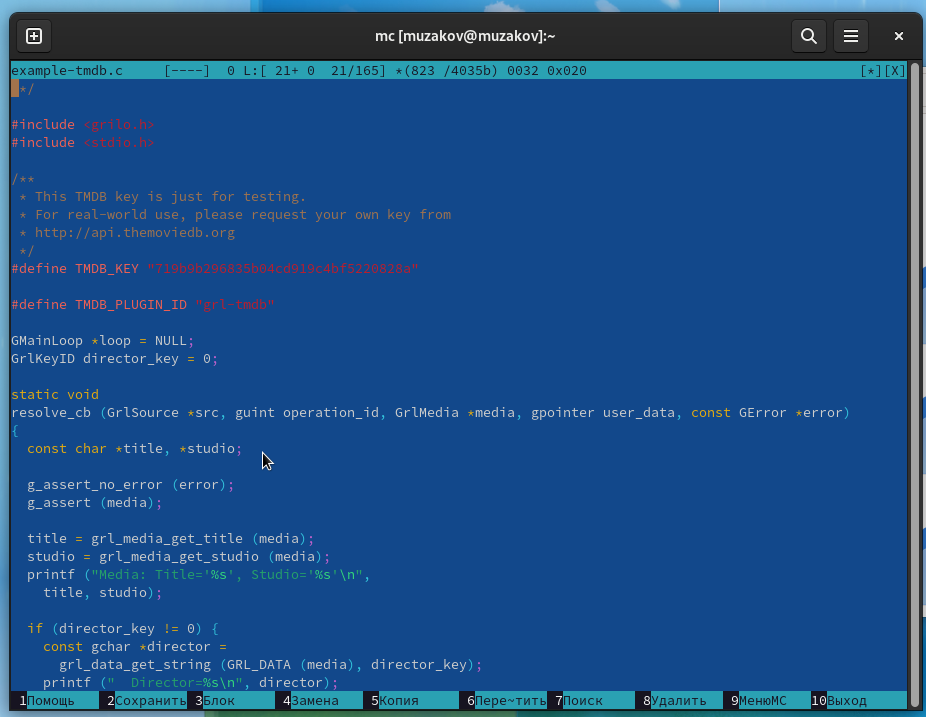 mc [muzakov@muzakov]:~
example-tmdb.c [----] 0 L:[ 21+ 0 21/165] *(823 /4035b) 0032 0x020 [*][X]
*/
#include <grilo.h>
#include <stdio.h>
/**
* This TMDB key is just for testing.
* For real-world use, please request your own key from
* http://api.themoviedb.org
*/
#define TMDB_KEY "719b9b296835b04cd919c4bf5220828a"
#define TMDB_PLUGIN_ID "grl-tmdb"
GMainLoop *loop = NULL;
GrlKeyID director_key = 0;
static void
resolve_cb (GrlSource *src, guint operation_id, GrlMedia *media, gpointer user_data, const GError *error)
{
const char *title, *studio;
g_assert_no_error (error);
g_assert (media);
title = grl_media_get_title (media);
studio = grl_media_get_studio (media);
printf ("Media: Title='%s', Studio='%s'\n",
title, studio);
if (director_key != 0) {
const gchar *director =
grl_data_get_string (GRL_DATA (media), director_key);
printf ("  Director=%s\n", director);
1Помощь 2Сохранить 3Блок 4Замена 5Копия 6Пере~тить 7Поиск 8Удалить 9МенюMC 10Выход